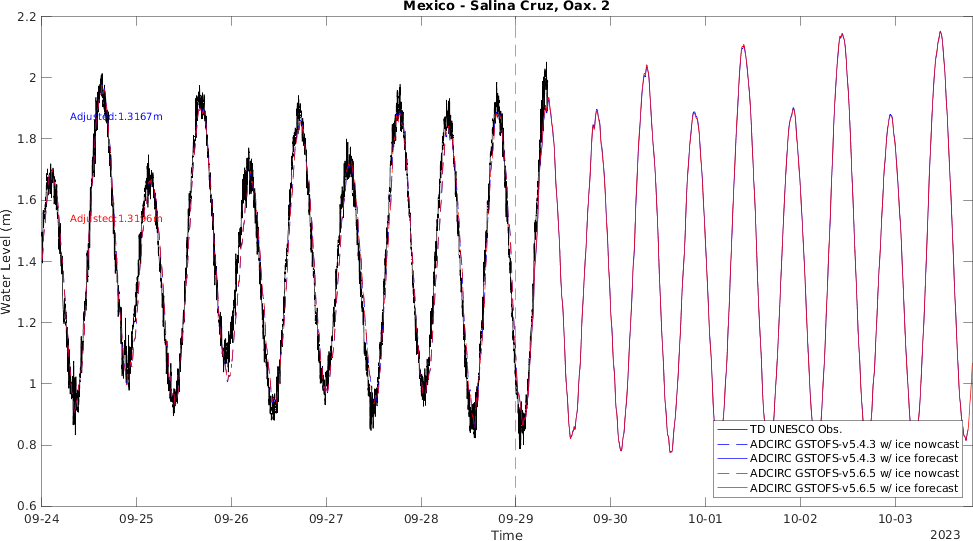 Mexico - Salina Cruz, Oax. 2
2.2
2
1.8
1.6
1.4
1.2
1
0.8
0.6
Water Level (m)
Adjusted:1.3167m
Adjusted:1.3196m
TD UNESCO Obs.
ADCIRC GSTOFS-v5.4.3 w/ ice nowcast
ADCIRC GSTOFS-v5.4.3 w/ ice forecast
ADCIRC GSTOFS-v5.6.5 w/ ice nowcast
ADCIRC GSTOFS-v5.6.5 w/ ice forecast
09-24 09-25 09-26 09-27 09-28 09-29 09-30 10-01 10-02 10-03
Time
2023